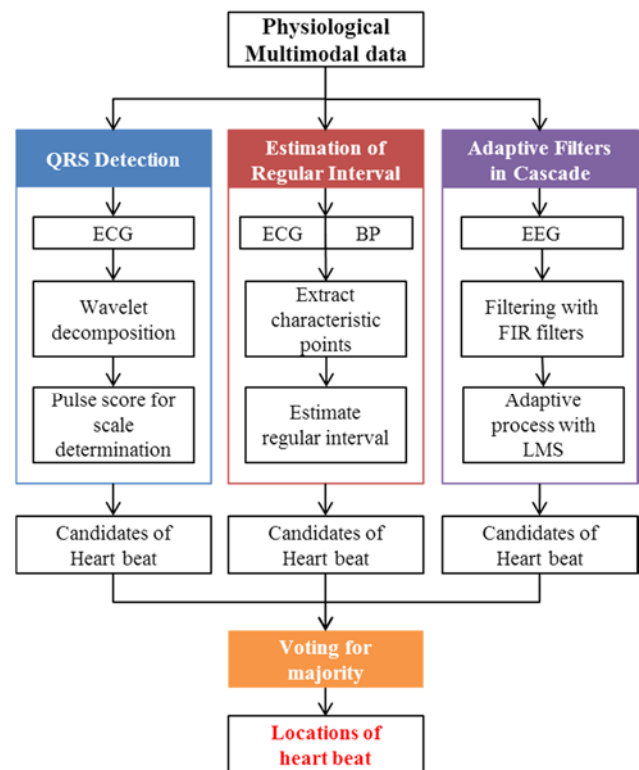 Physiological
Multimodal data
QRS Detection
ECG
Wavelet
decomposition
Pulse score for
scale
determination
Candidates of
Heart beat
Estimation of
Regular Interval
ECG
BP
Extract
characteristic
points
Estimate
regular interval
Candidates of
Heart beat
Adaptive Filters
in Cascade
EEG
Filtering with
FIR filters
Adaptive
process with
LMS
Candidates of
Heart beat
Voting for
majority
Locations of
heart beat